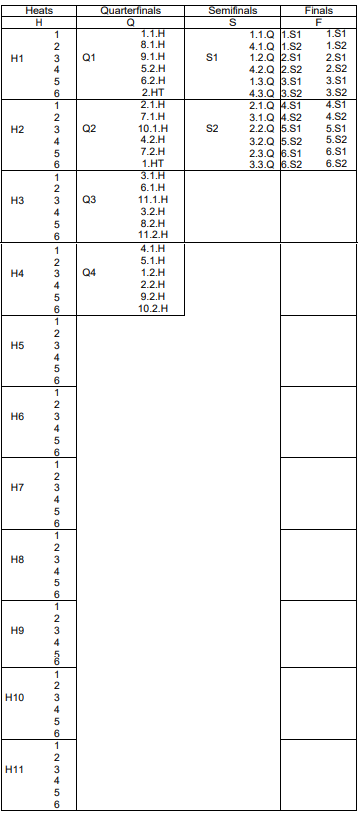 Heats Quarterfinals Semifinals Finals
H Q S F
1 1.1.H 1.1.Q 1.S1 1.S1
2 8.1.H 4.1.Q 1.S2 1.S2
H1 3 Q1 9.1.H S1 1.2.Q 2.S1 2.S1
4 5.2.H 4.2.Q 2.S2 2.S2
5 6.2.H 1.3.Q 3.S1 3.S1
6 2.HT 4.3.Q 3.S2 3.S2
1 2.1.H 2.1.Q 4.S1 4.S1
2 7.1.H 3.1.Q 4.S2 4.S2
H2 3 Q2 10.1.H S2 2.2.Q 5.S1 5.S1
4 4.2.H 3.2.Q 5.S2 5.S2
5 7.2.H 2.3.Q 6.S1 6.S1
6 1.HT 3.3.Q 6.S2 6.S2
1 3.1.H
2 6.1.H
H3 3 Q3 11.1.H
4 3.2.H
5 8.2.H
6 11.2.H
1 4.1.H
2 5.1.H
H4 3 Q4 1.2.H
4 2.2.H
5 9.2.H
6 10.2.H
1
2
H5 3
4
5
6
1
2
H6 3
4
5
6
1
2
H7 3
4
5
6
1
2
H8 3
4
5
6
1
2
H9 3
4
5
6
1
2
H10 3
4
5
6
1
2
H11 3
4
5
6